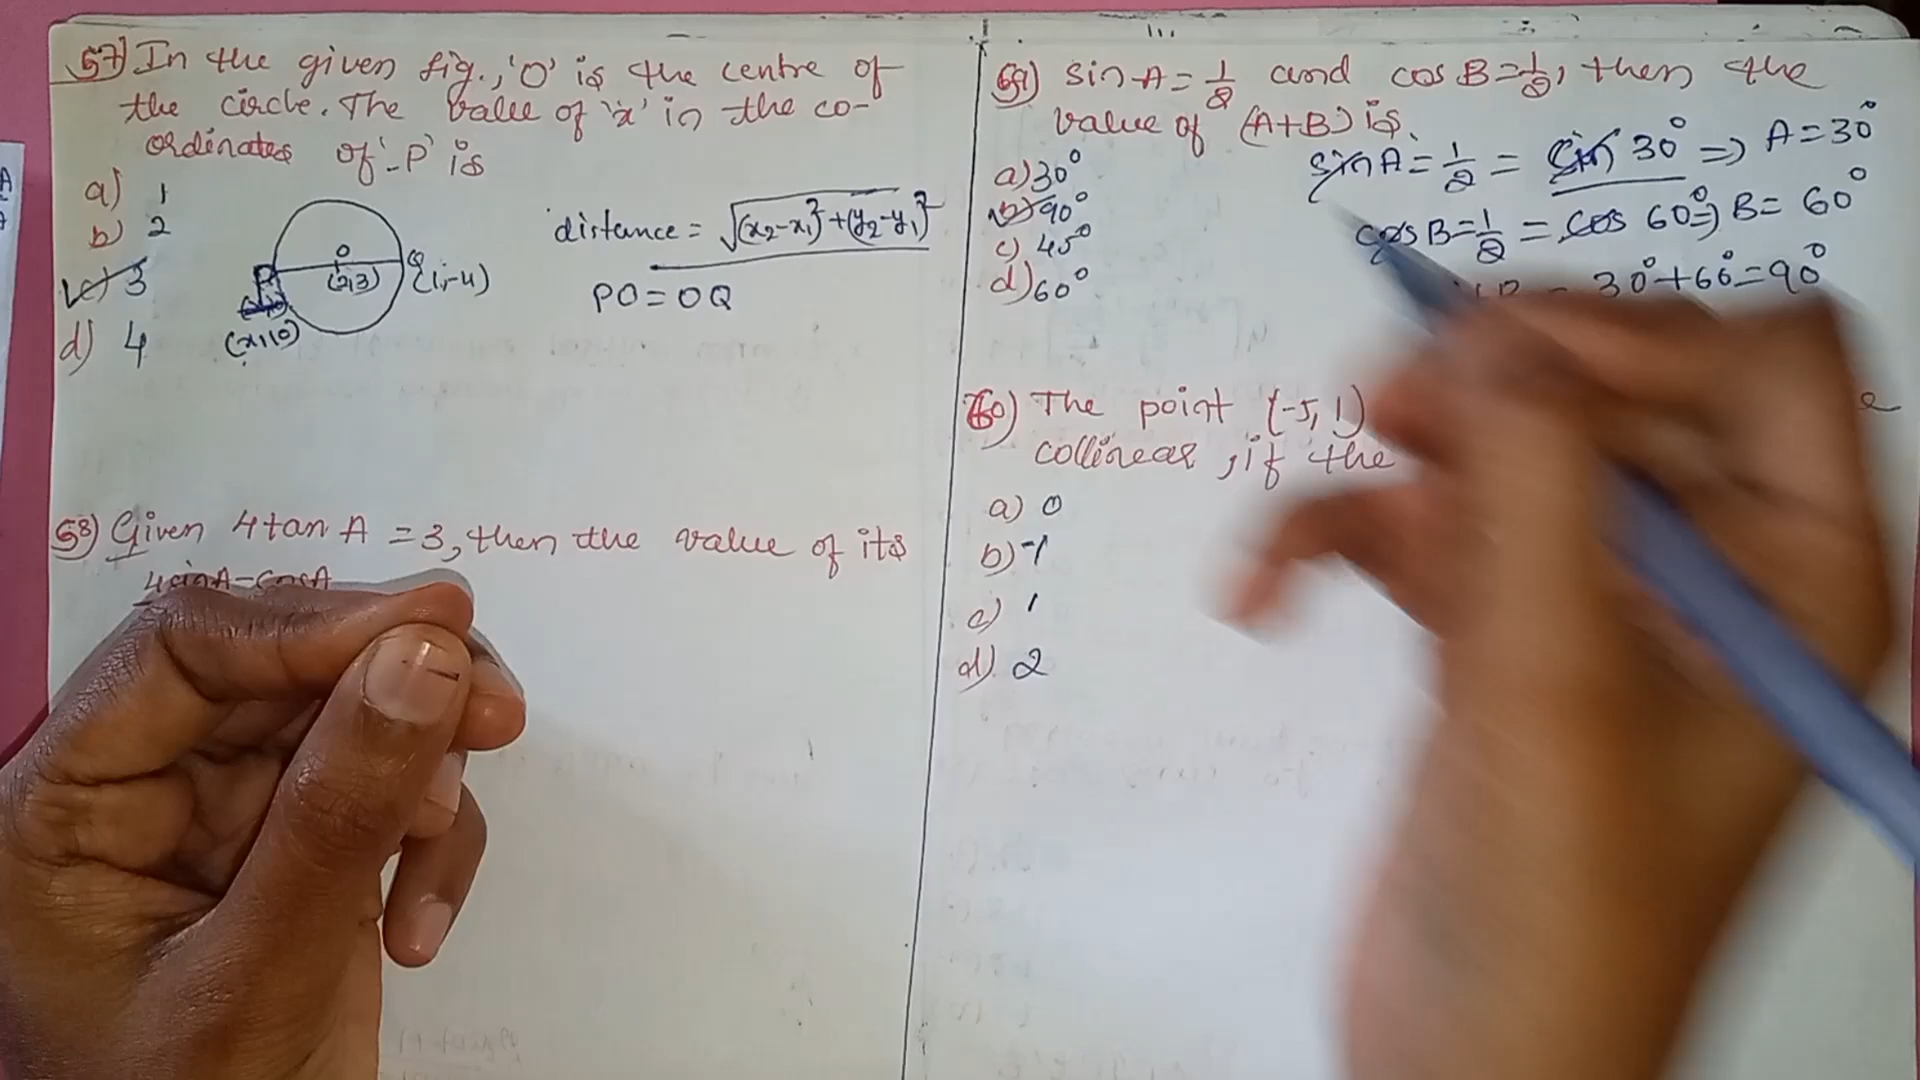 57) In the given fig., 'O' is the centre of
the circle. The value of 'x' in the co-
ordinates of 'P' is
a) 1
b) 2
c) 3
d) 4
O
(2,3)
P
Q
(1,-4)
(x,10)
distance = √(x₂-x₁)²+(y₂-y₁)²
PO = OQ
58) Given 4 tan A = 3, then the value of its
4sinA-cosA
59) sin A = 1/2 and cos B = 1/2, then the
value of (A+B) is.
a) 30°
b) 90°
c) 45°
d) 60°
sin A = 1/2 = sin 30° ⇒ A = 30°
cos B = 1/2 = cos 60° ⇒ B = 60°
30°+60°=90°
60) The point (-5, 1)
collinear, if the
a) 0
b) -1
c) 1
d) 2